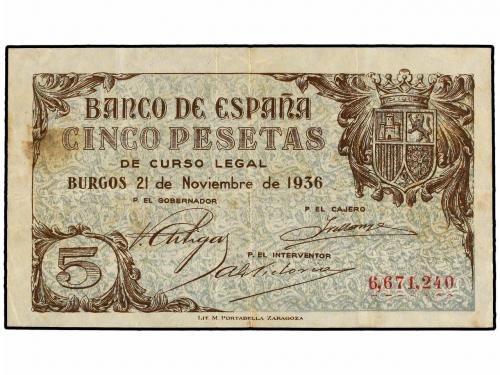 BANCO DE ESPAÑA
CINCO PESETAS
DE CURSO LEGAL
BURGOS 21 de Noviembre de 1936
P. EL GOBERNADOR
P. EL CAJERO
P. EL INTERVENTOR
5
6,671,240
LIT M PORTABELLA ZARAGOZA